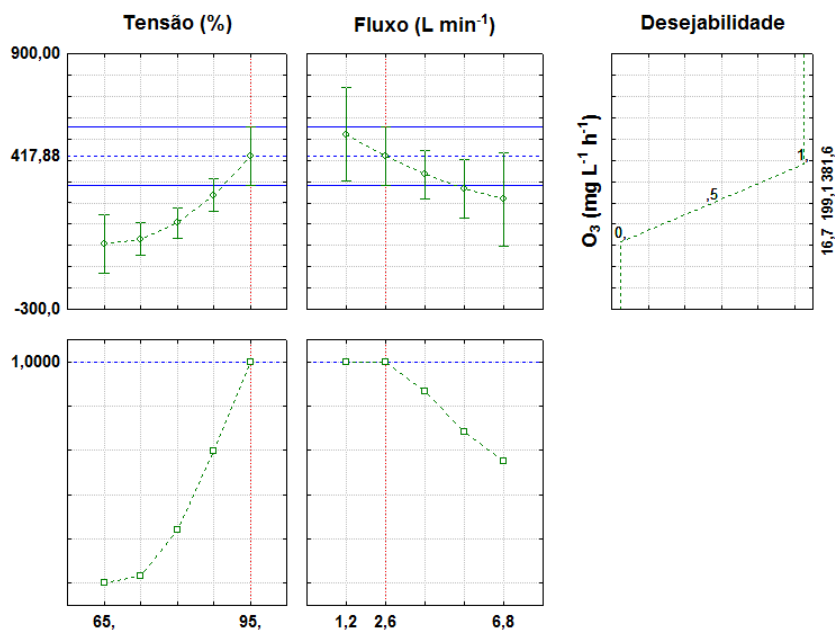 Tensão (%)
Fluxo (L min⁻¹)
Desejabilidade
900,00
417,88
-300,0
O₃ (mg L⁻¹ h⁻¹)
1,
,5
0,
16,7 199,1 381,6
1,0000
65,
95,
1,2
2,6
6,8